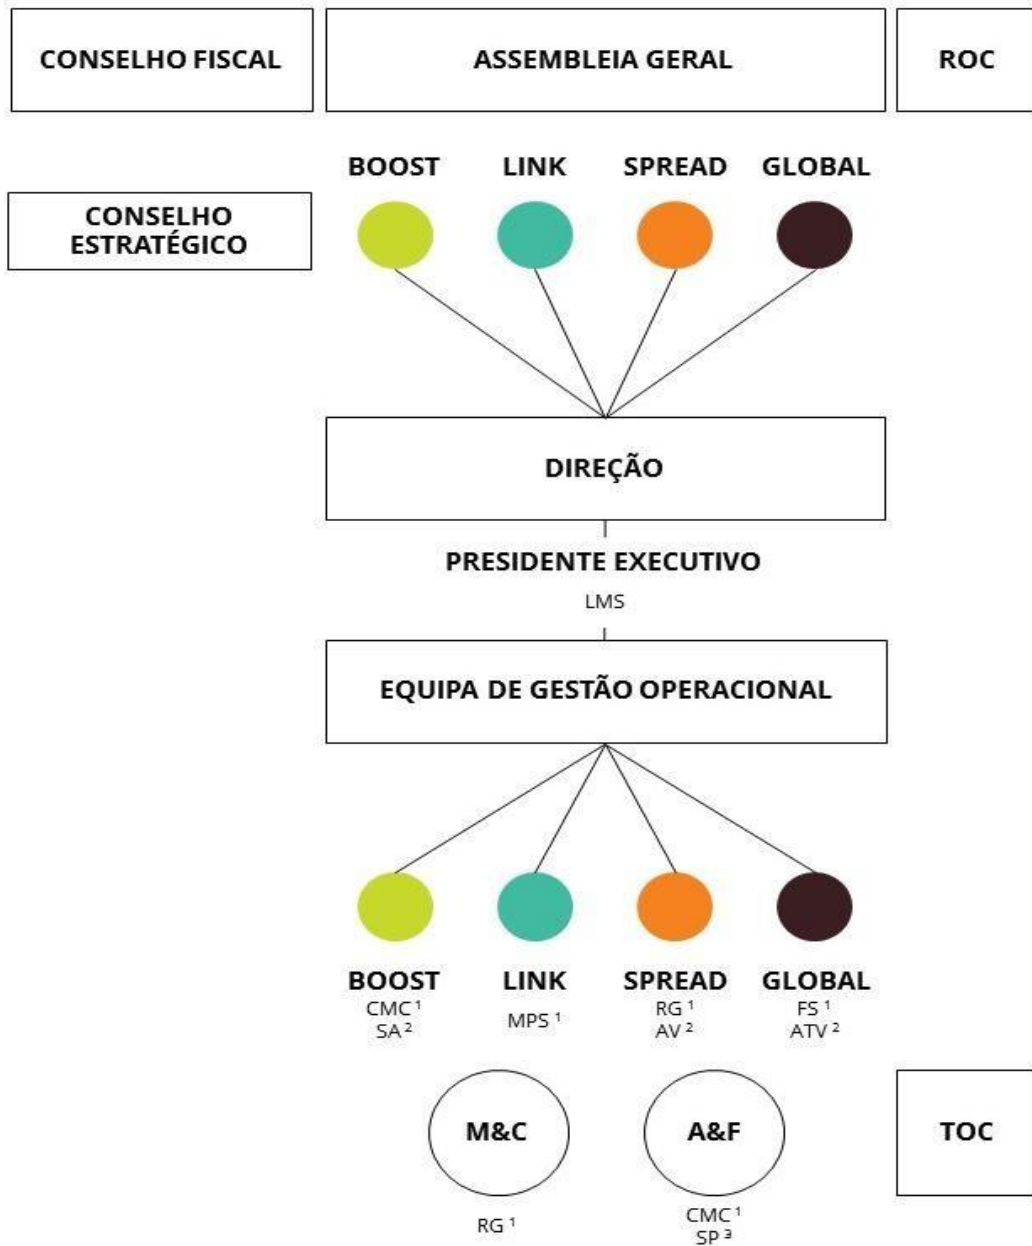 CONSELHO FISCAL
ASSEMBLEIA GERAL
ROC
BOOST
LINK
SPREAD
GLOBAL
CONSELHO
ESTRATÉGICO
DIREÇÃO
PRESIDENTE EXECUTIVO
LMS
EQUIPA DE GESTÃO OPERACIONAL
BOOST
CMC ¹
SA ²
LINK
MPS ¹
SPREAD
RG ¹
AV ²
GLOBAL
FS ¹
ATV ²
M&C
RG ¹
A&F
CMC ¹
SP ³
TOC